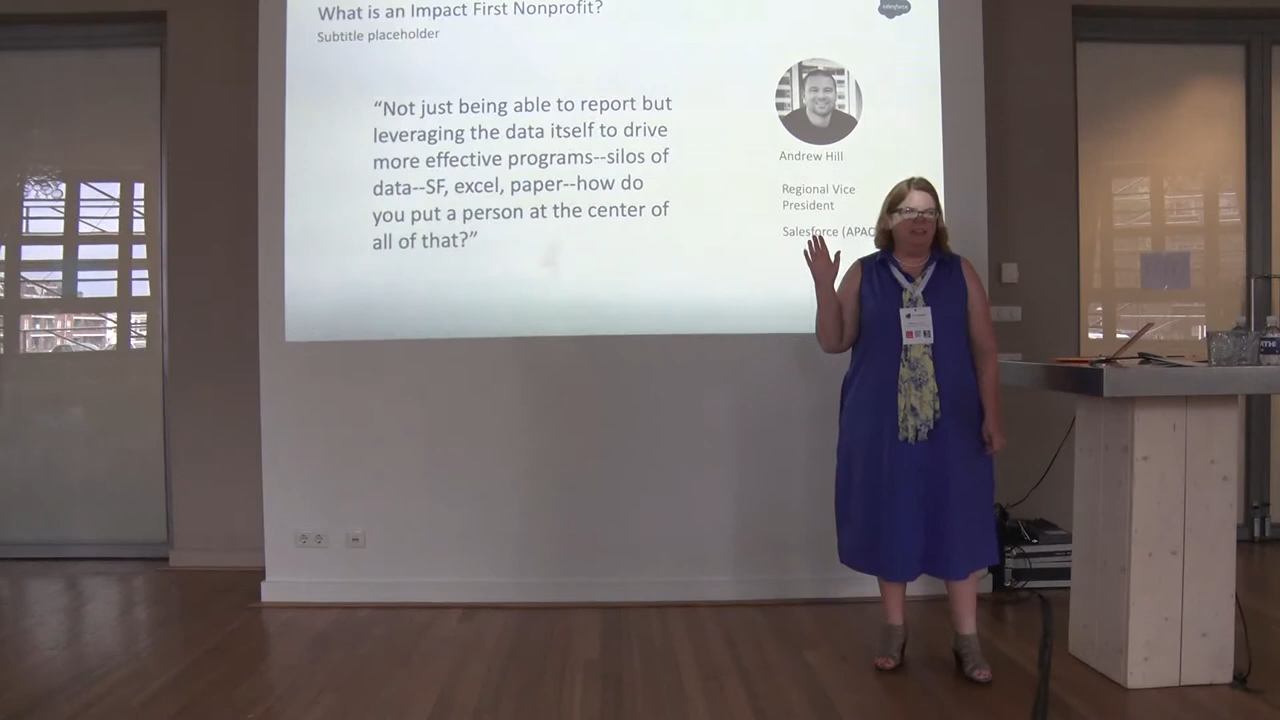 What is an Impact First Nonprofit?
Subtitle placeholder
salesforce
“Not just being able to report but
leveraging the data itself to drive
more effective programs--silos of
data--SF, excel, paper--how do
you put a person at the center of
all of that?”
Andrew Hill
Regional Vice
President
Salesforce (APAC